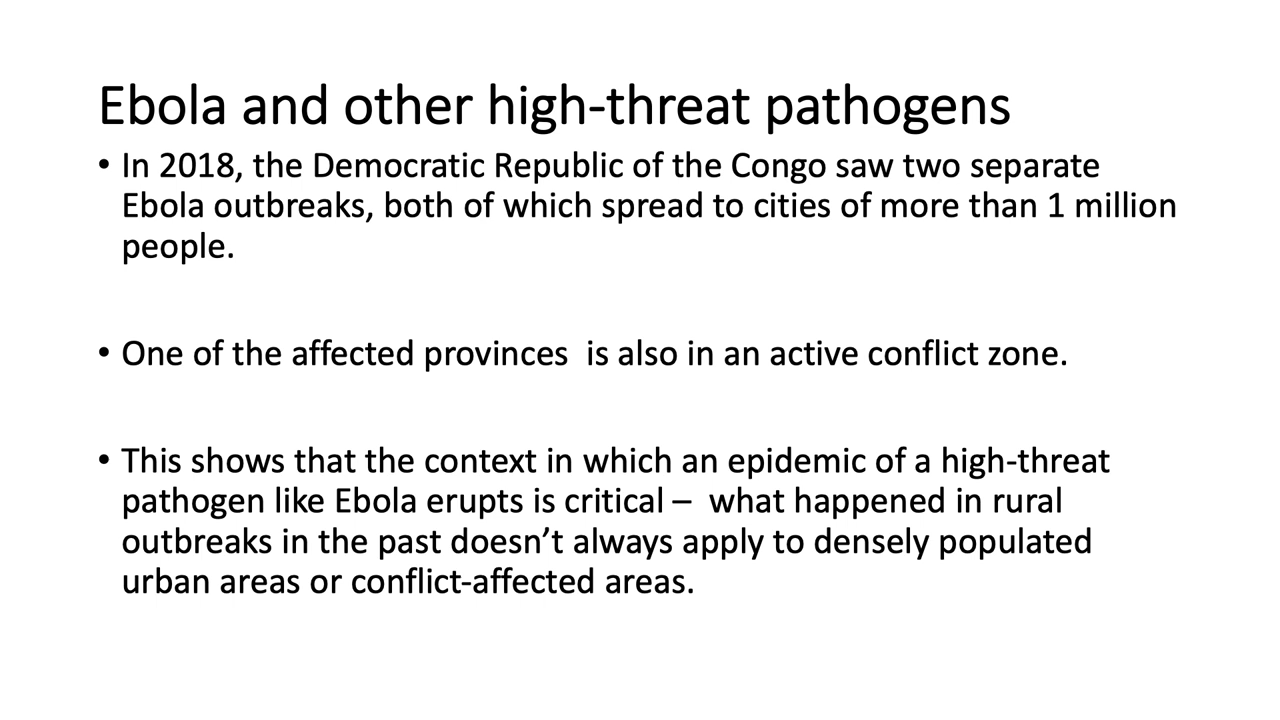 Ebola and other high-threat pathogens
• In 2018, the Democratic Republic of the Congo saw two separate
Ebola outbreaks, both of which spread to cities of more than 1 million
people.
• One of the affected provinces  is also in an active conflict zone.
• This shows that the context in which an epidemic of a high-threat
pathogen like Ebola erupts is critical –  what happened in rural
outbreaks in the past doesn’t always apply to densely populated
urban areas or conflict-affected areas.